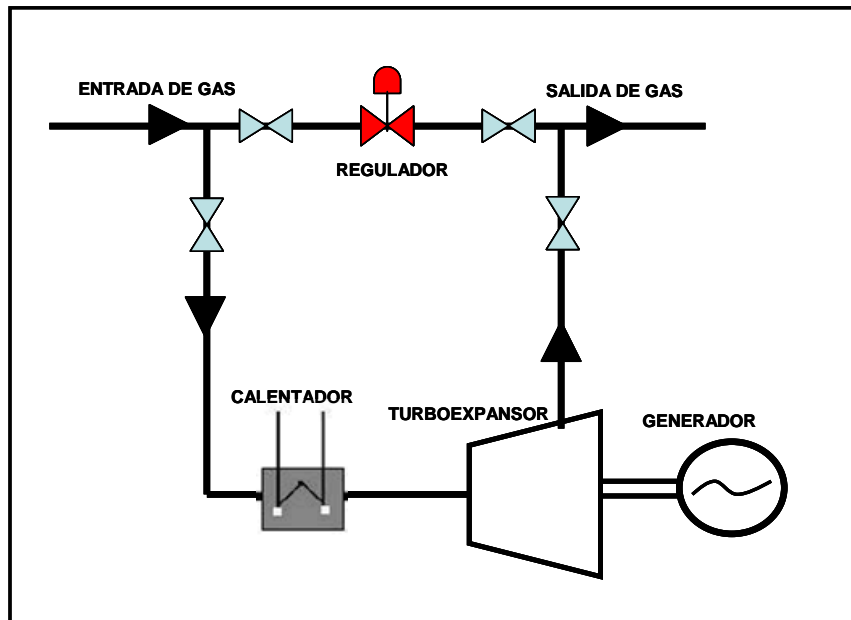 ENTRADA DE GAS
SALIDA DE GAS
REGULADOR
CALENTADOR
TURBOEXPANSOR
GENERADOR